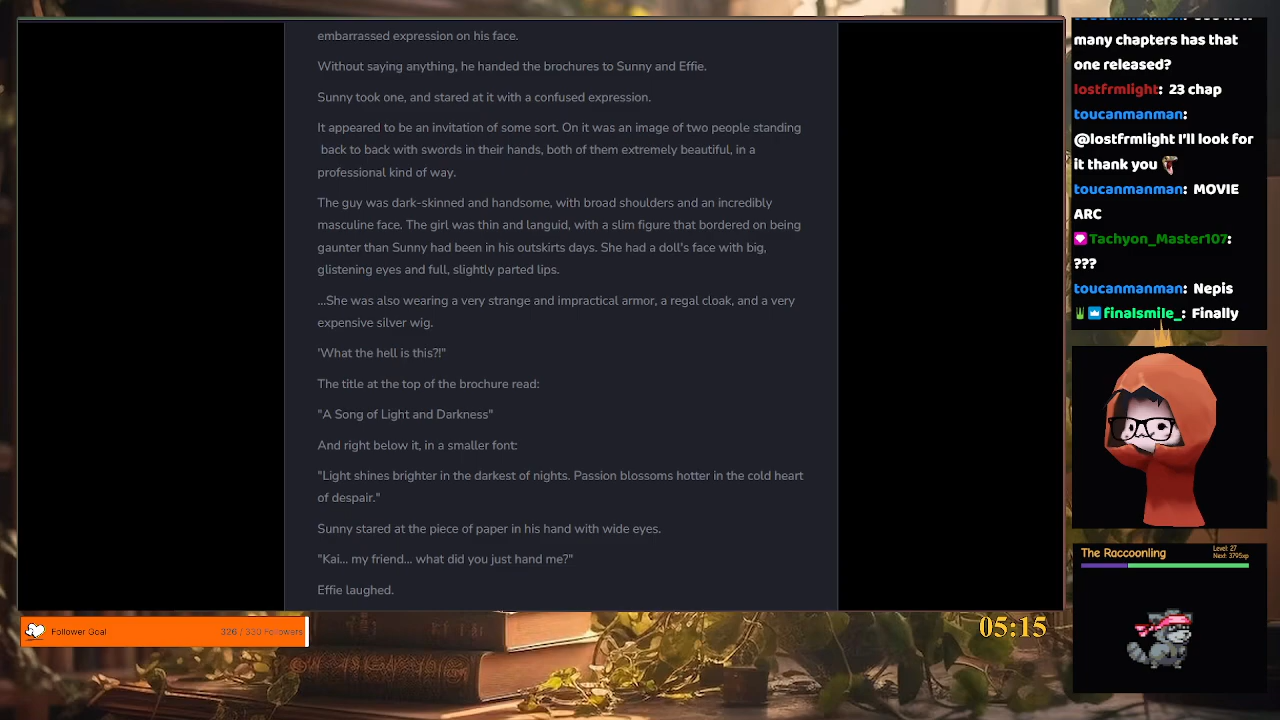 embarrassed expression on his face.
Without saying anything, he handed the brochures to Sunny and Effie.
Sunny took one, and stared at it with a confused expression.
It appeared to be an invitation of some sort. On it was an image of two people standing
back to back with swords in their hands, both of them extremely beautiful, in a
professional kind of way.
The guy was dark-skinned and handsome, with broad shoulders and an incredibly
masculine face. The girl was thin and languid, with a slim figure that bordered on being
gaunter than Sunny had been in his outskirts days. She had a doll's face with big,
glistening eyes and full, slightly parted lips.
...She was also wearing a very strange and impractical armor, a regal cloak, and a very
expensive silver wig.
'What the hell is this?!"
The title at the top of the brochure read:
"A Song of Light and Darkness"
And right below it, in a smaller font:
"Light shines brighter in the darkest of nights. Passion blossoms hotter in the cold heart
of despair."
Sunny stared at the piece of paper in his hand with wide eyes.
"Kai... my friend... what did you just hand me?"
Effie laughed.
many chapters has that
one released?
lostfrmlight: 23 chap
toucanmanman:
@lostfrmlight I'll look for
it thank you
toucanmanman: MOVIE
ARC
Tachyon_Master107:
???
toucanmanman: Nepis
finalsmile_: Finally
The Raccoonling
Level: 27
Next: 3795xp
Follower Goal
326 / 330 Followers
05:15